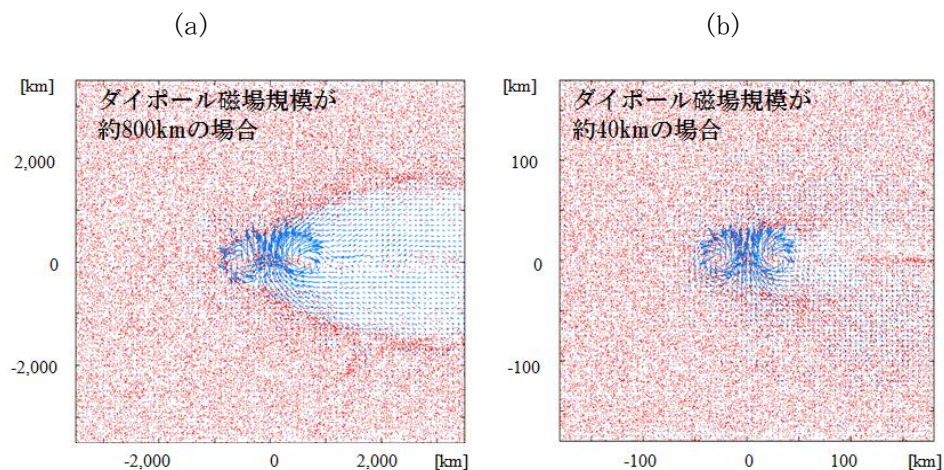 (a)
(b)
[km]
ダイポール磁場規模が
約800kmの場合
2,000
0
-2,000
-2,000
0
2,000
[km]
[km]
ダイポール磁場規模が
約40kmの場合
100
0
-100
-100
0
100
[km]